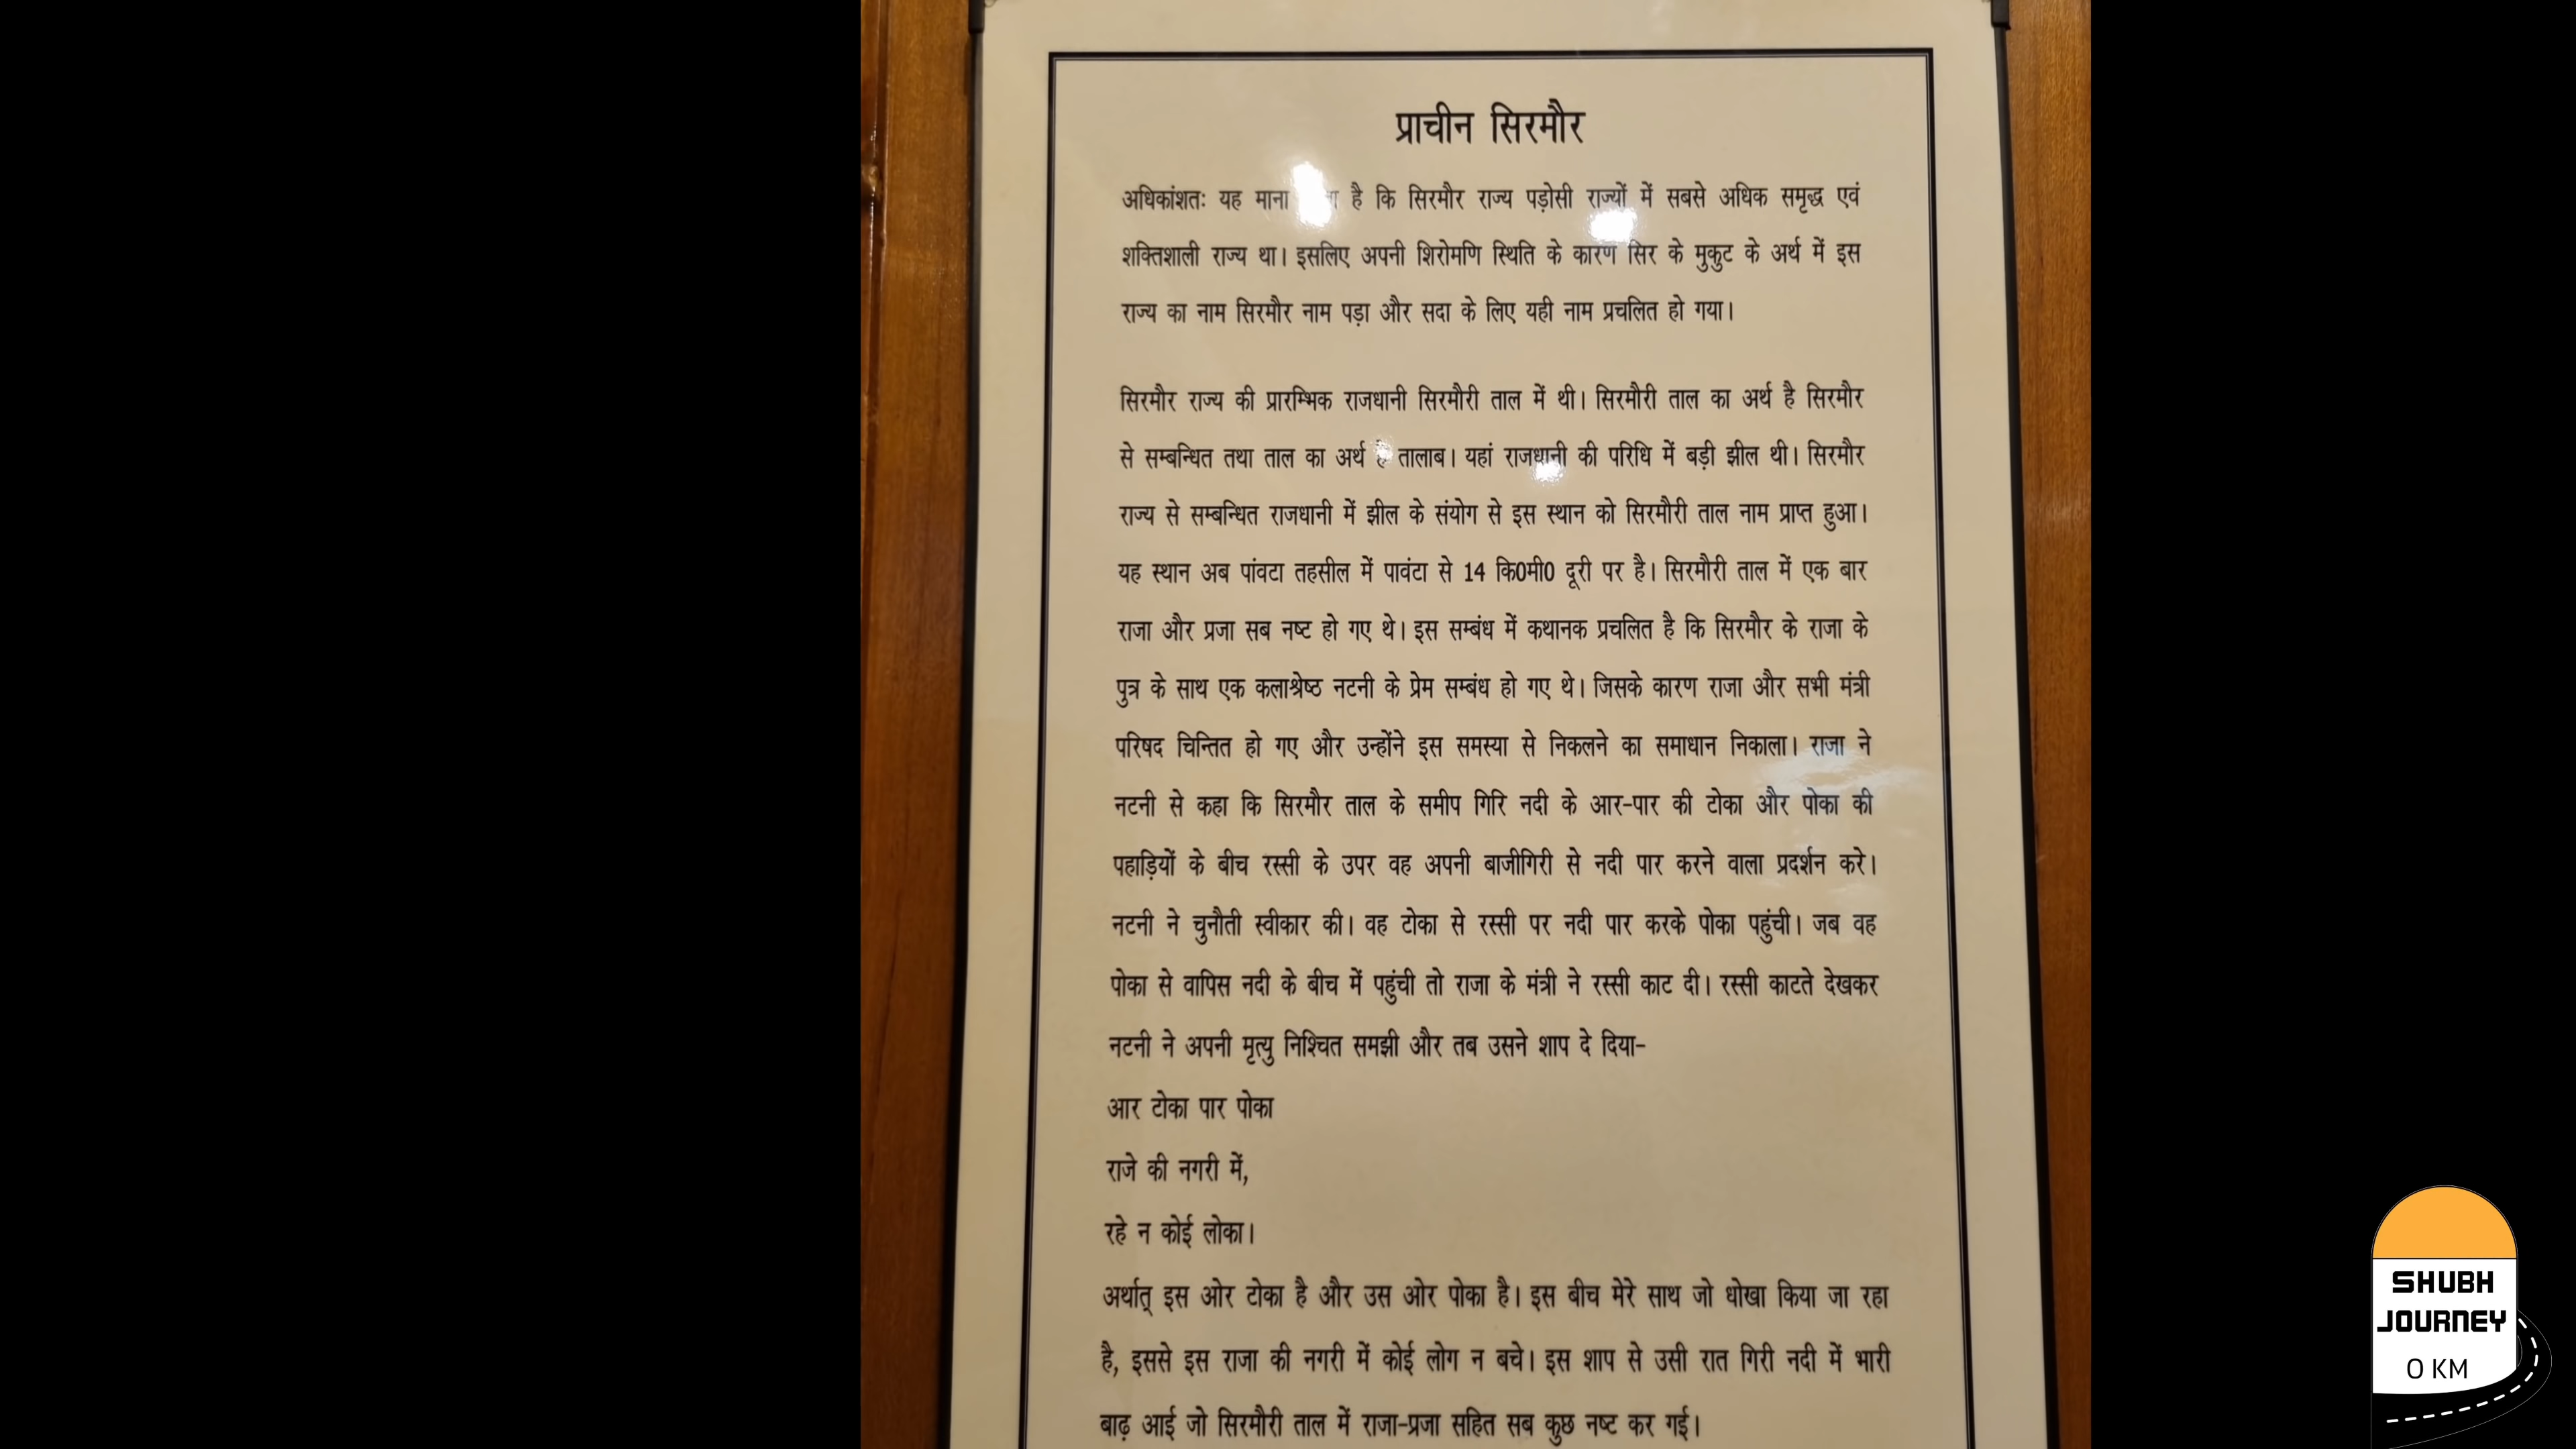 प्राचीन सिरमौर
अधिकांशतः यह माना है कि सिरमौर राज्य पड़ोसी राज्यों में सबसे अधिक समृद्ध एवं
शक्तिशाली राज्य था। इसलिए अपनी शिरोमणि स्थिति के कारण सिर के मुकुट के अर्थ में इस
राज्य का नाम सिरमौर नाम पड़ा और सदा के लिए यही नाम प्रचलित हो गया।
सिरमौर राज्य की प्रारम्भिक राजधानी सिरमौरी ताल में थी। सिरमौरी ताल का अर्थ है सिरमौर
से सम्बन्धित तथा ताल का अर्थ है तालाब। यहां राजधानी की परिधि में बड़ी झील थी। सिरमौर
राज्य से सम्बन्धित राजधानी में झील के संयोग से इस स्थान को सिरमौरी ताल नाम प्राप्त हुआ।
यह स्थान अब पांवटा तहसील में पावंटा से 14 कि0मी0 दूरी पर है। सिरमौरी ताल में एक बार
राजा और प्रजा सब नष्ट हो गए थे। इस सम्बंध में कथानक प्रचलित है कि सिरमौर के राजा के
पुत्र के साथ एक कलाश्रेष्ठ नटनी के प्रेम सम्बंध हो गए थे। जिसके कारण राजा और सभी मंत्री
परिषद चिन्तित हो गए और उन्होंने इस समस्या से निकलने का समाधान निकाला। राजा ने
नटनी से कहा कि सिरमौर ताल के समीप गिरि नदी के आर-पार की टोका और पोका की
पहाड़ियों के बीच रस्सी के उपर वह अपनी बाजीगिरी से नदी पार करने वाला प्रदर्शन करे।
नटनी ने चुनौती स्वीकार की। वह टोका से रस्सी पर नदी पार करके पोका पहुंची। जब वह
पोका से वापिस नदी के बीच में पहुंची तो राजा के मंत्री ने रस्सी काट दी। रस्सी काटते देखकर
नटनी ने अपनी मृत्यु निश्चित समझी और तब उसने शाप दे दिया-
आर टोका पार पोका
राजे की नगरी में,
रहे न कोई लोका।
अर्थात् इस ओर टोका है और उस ओर पोका है। इस बीच मेरे साथ जो धोखा किया जा रहा
है, इससे इस राजा की नगरी में कोई लोग न बचे। इस शाप से उसी रात गिरी नदी में भारी
बाढ़ आई जो सिरमौरी ताल में राजा-प्रजा सहित सब कुछ नष्ट कर गई।
SHUBH
JOURNEY
0 KM